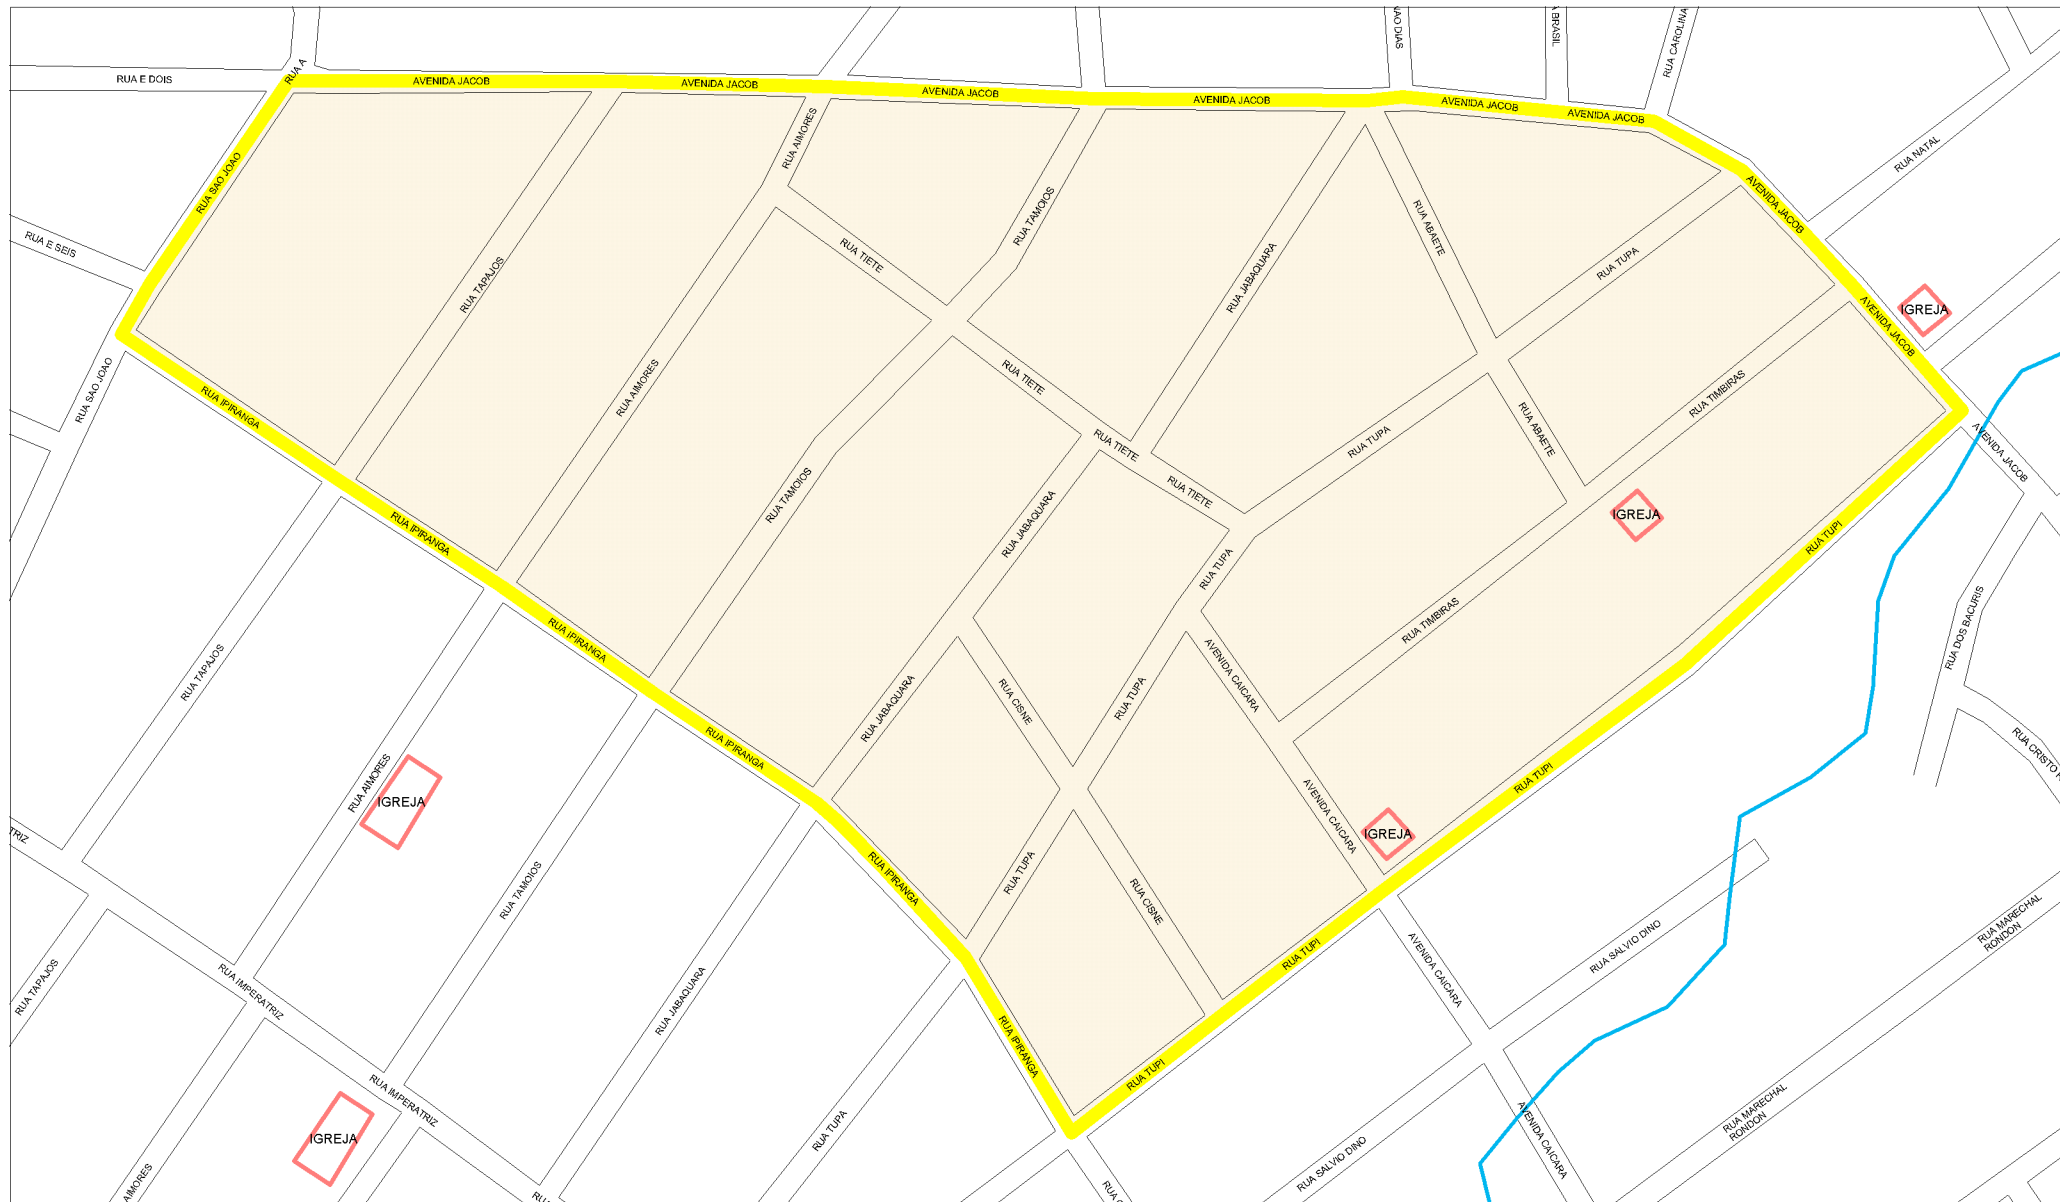 NAO DIAS
A BRASIL
RUA CAROLINA
RUA A
RUA E DOIS
AVENIDA JACOB
AVENIDA JACOB
AVENIDA JACOB
AVENIDA JACOB
AVENIDA JACOB
AVENIDA JACOB
RUA AIMORES
RUA NATAL
RUA SAO JOAO
AVENIDA JACOB
RUA TAMOIOS
RUA ABAETE
RUA E SEIS
RUA TIETE
RUA TAPAJOS
RUA JABAQUARA
RUA TUPA
IGREJA
AVENIDA JACOB
RUA SAO JOAO
RUA AIMORES
RUA TIETE
RUA TIMBIRAS
RUA IPIRANGA
RUA TIETE
RUA TUPA
RUA ABAETE
AVENIDA JACOB
RUA TIETE
RUA TAMOIOS
RUA JABAQUARA
IGREJA
RUA IPIRANGA
RUA TUPI
RUA TUPA
RUA TIMBIRAS
RUA DOS BACURIS
RUA IPIRANGA
RUA TAPAJOS
AVENIDA CAICARA
RUA JABAQUARA
RUA CISNE
RUA TUPA
RUA IPIRANGA
RUA CRISTO R
RUA AIMORES
IGREJA
RUA TUPI
AVENIDA CAICARA
IGREJA
TRIZ
RUA IPIRANGA
RUA TUPA
RUA TAMOIOS
RUA CISNE
RUA MARECHAL
RONDON
RUA SALVIO DINO
RUA TUPI
AVENIDA CAICARA
RUA TAPAJOS
RUA IMPERATRIZ
RUA JABAQUARA
RUA IPIRANGA
RUA TUPI
RUA IMPERATRIZ
RUA MARECHAL
RONDON
IGREJA
RUA TUPA
AVENIDA CAICARA
RUA SALVIO DINO
AIMORES
RUA
RUA